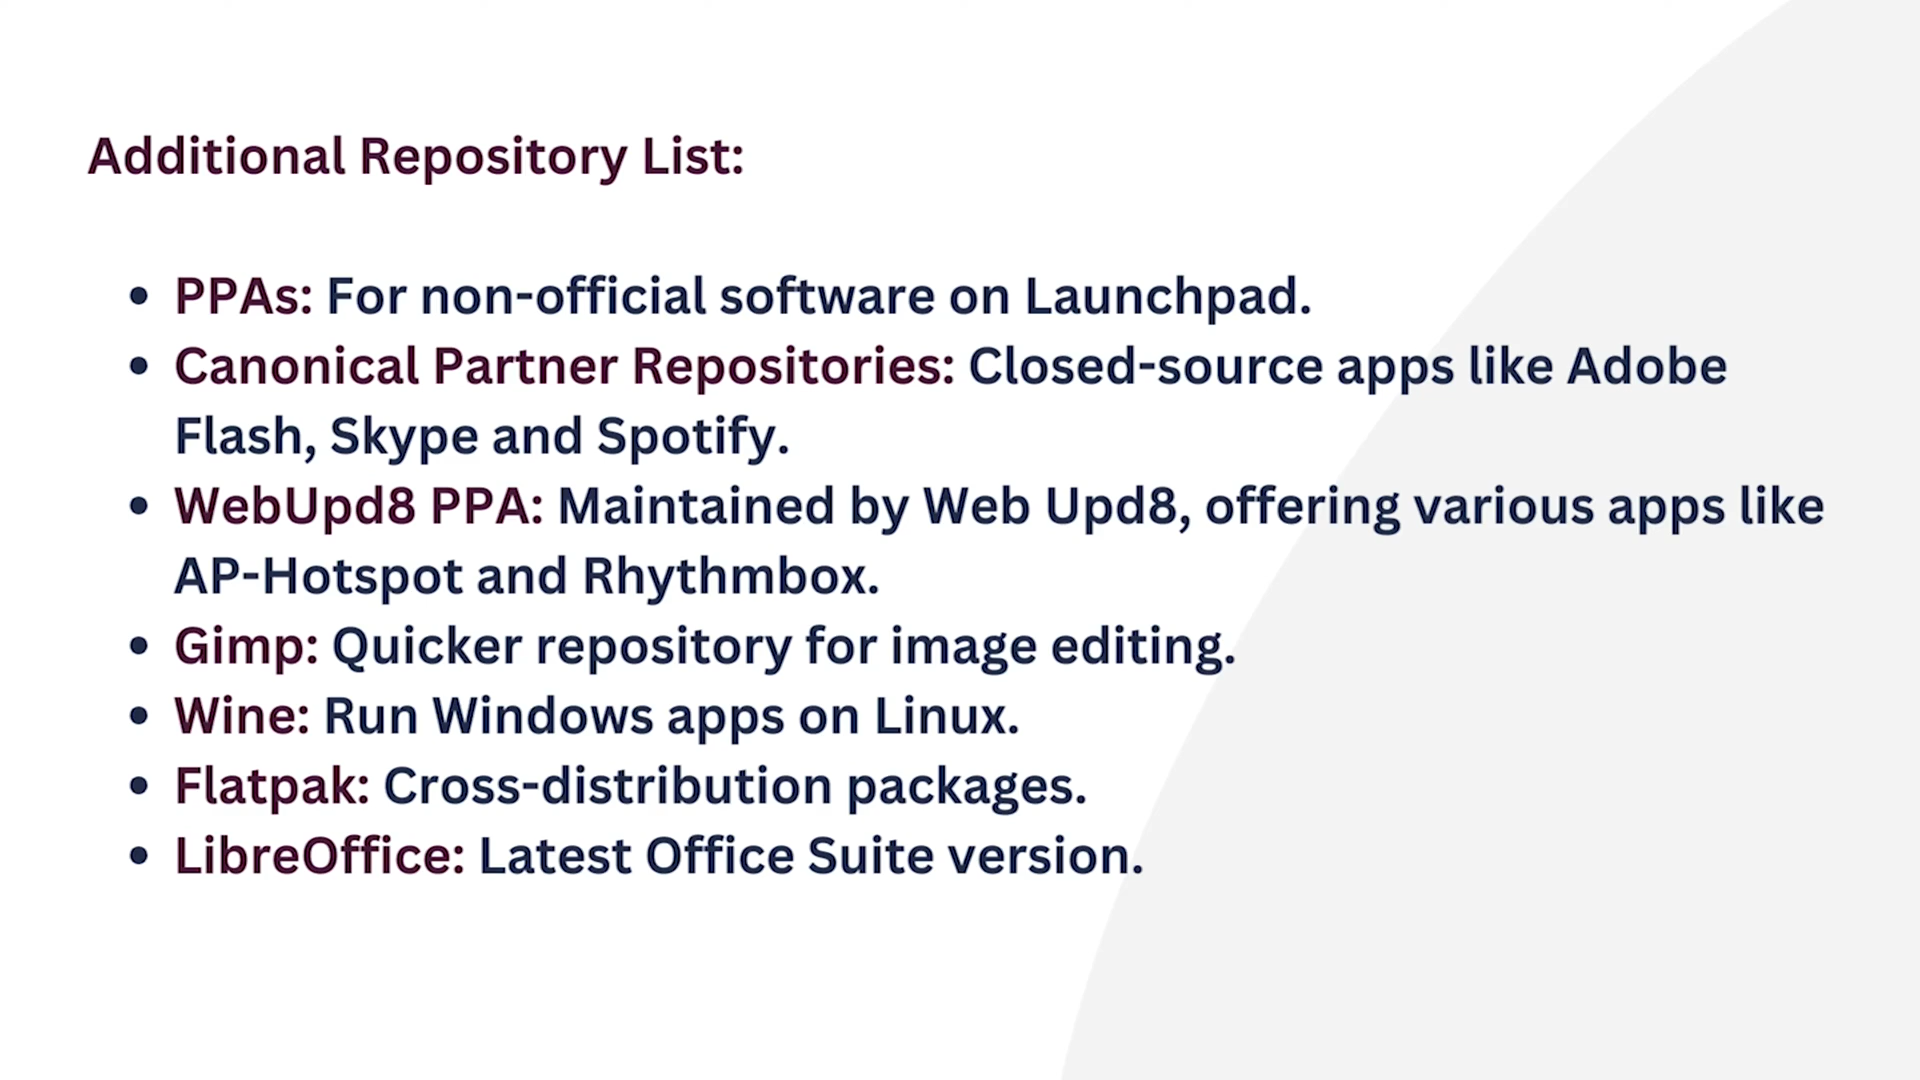 Additional Repository List:
• PPAs: For non-official software on Launchpad.
• Canonical Partner Repositories: Closed-source apps like Adobe
Flash, Skype and Spotify.
• WebUpd8 PPA: Maintained by Web Upd8, offering various apps like
AP-Hotspot and Rhythmbox.
• Gimp: Quicker repository for image editing.
• Wine: Run Windows apps on Linux.
• Flatpak: Cross-distribution packages.
• LibreOffice: Latest Office Suite version.